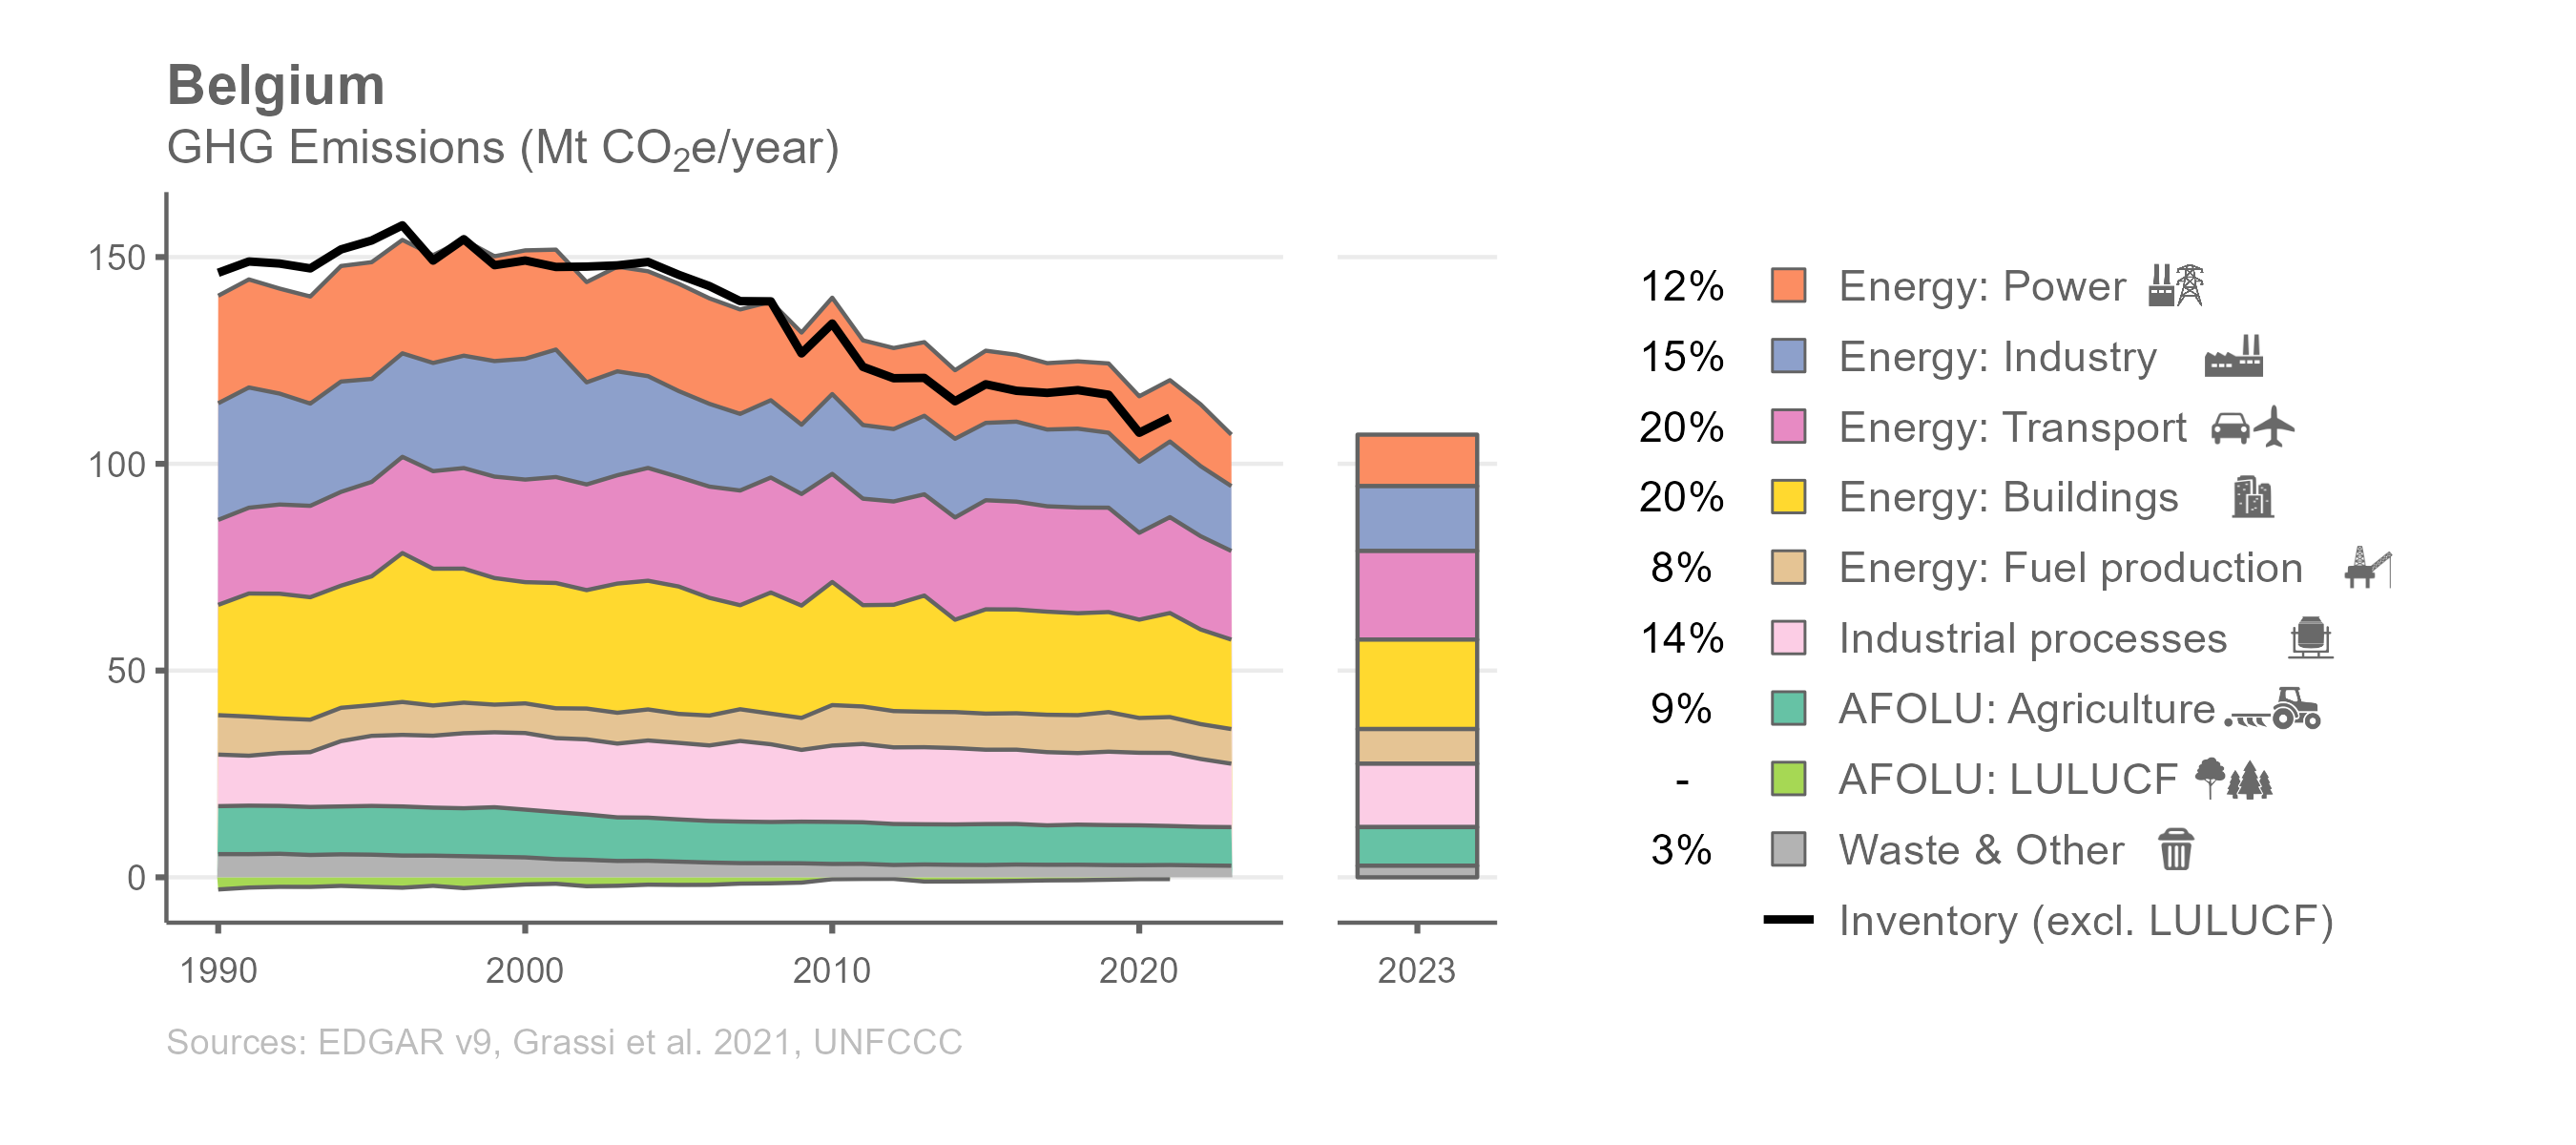 Belgium
GHG Emissions (Mt CO₂e/year)
150
100
50
0
1990 2000 2010 2020 2023
12% Energy: Power
15% Energy: Industry
20% Energy: Transport
20% Energy: Buildings
8% Energy: Fuel production
14% Industrial processes
9% AFOLU: Agriculture
- AFOLU: LULUCF
3% Waste & Other
Inventory (excl. LULUCF)
Sources: EDGAR v9, Grassi et al. 2021, UNFCCC